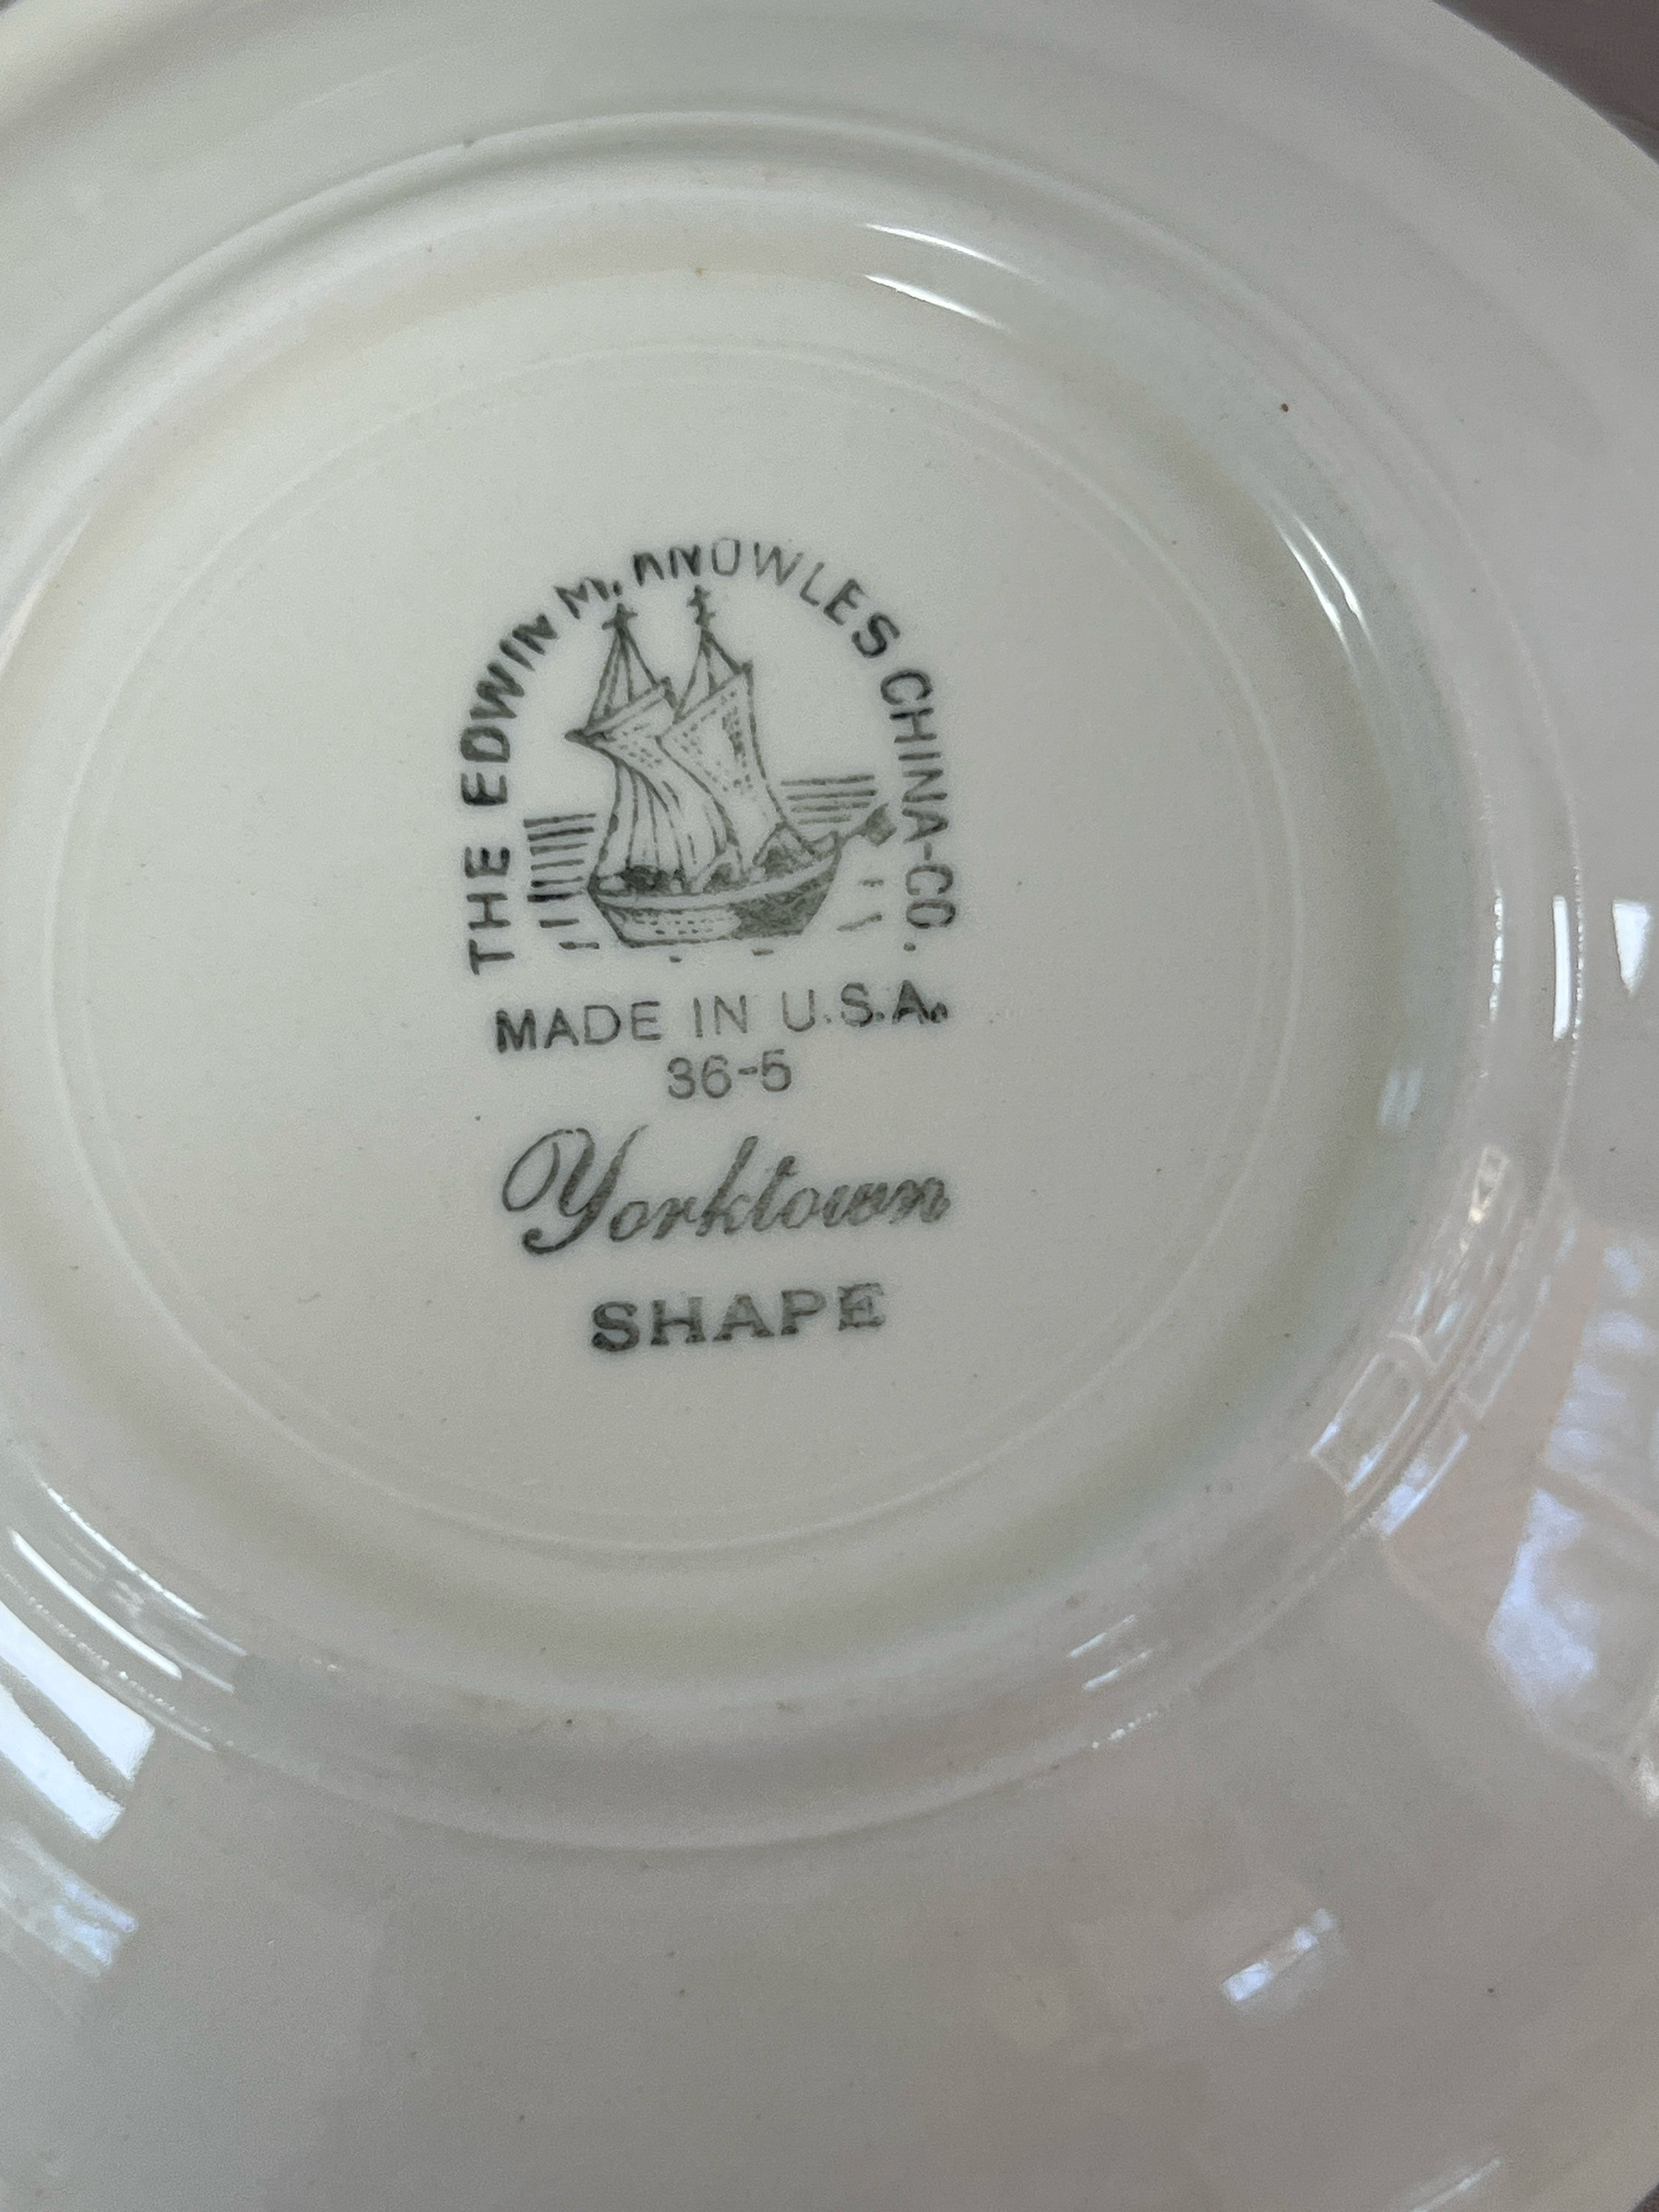 THE EDWIN M. KNOWLES CHINA-CO.
MADE IN U.S.A.
36-5
Yorktown
SHAPE